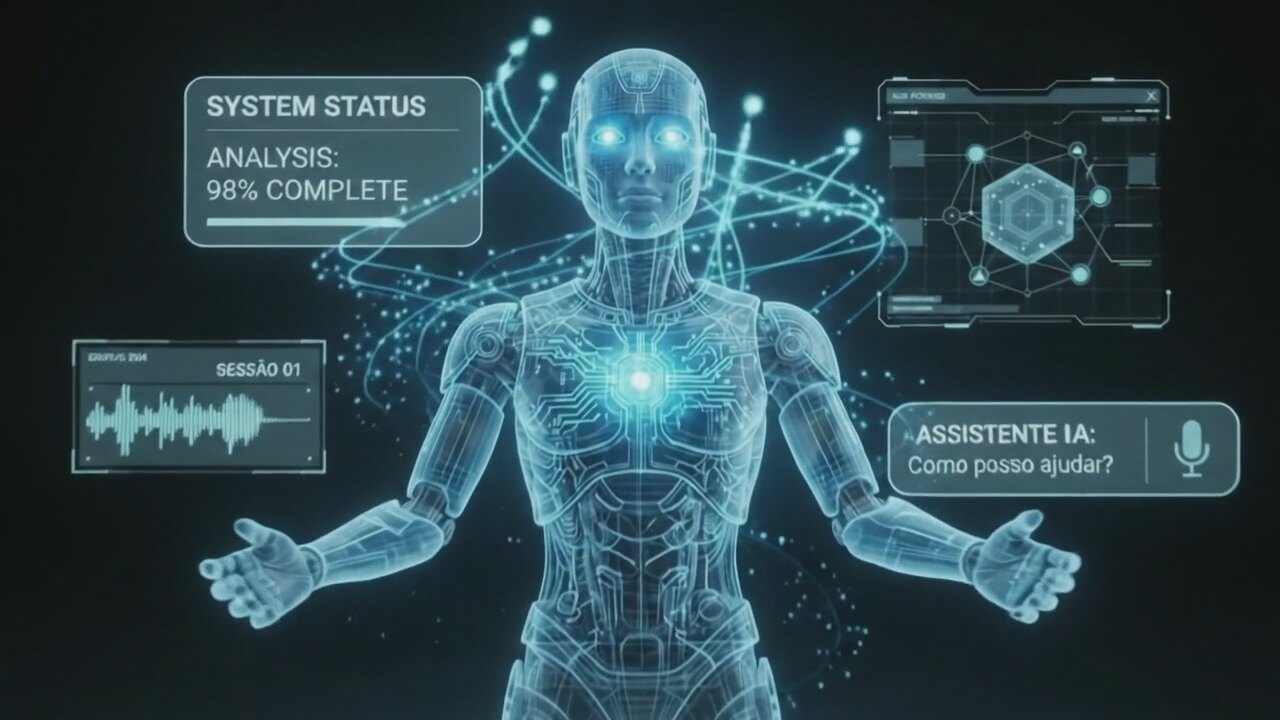 SYSTEM STATUS
ANALYSIS:
98% COMPLETE
SESSÃO 01
ASSISTENTE IA:
Como posso ajudar?